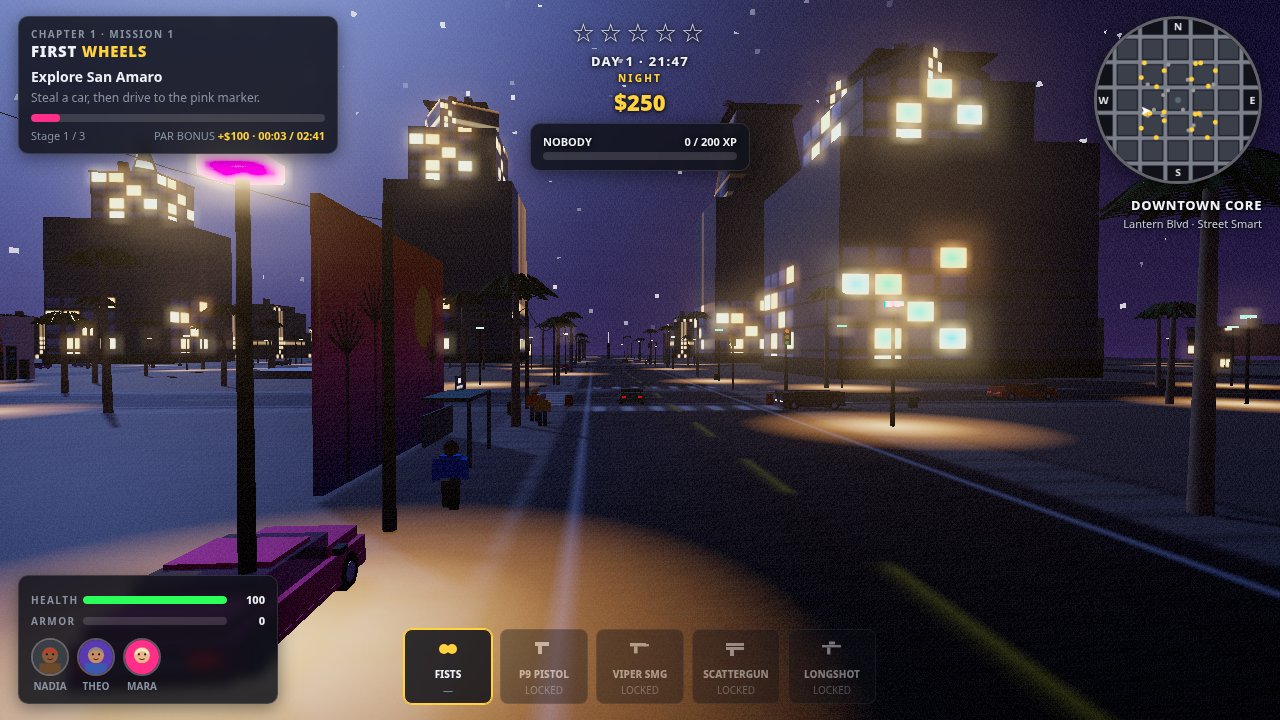 CHAPTER 1 · MISSION 1
FIRST WHEELS
Explore San Amaro
Steal a car, then drive to the pink marker.
Stage 1 / 3
PAR BONUS +$100 · 00:03 / 02:41
☆ ☆ ☆ ☆ ☆
DAY 1 · 21:47
NIGHT
$250
NOBODY
0 / 200 XP
N
W
E
S
DOWNTOWN CORE
Lantern Blvd · Street Smart
HEALTH
100
ARMOR
0
NADIA
THEO
MARA
FISTS
—
P9 PISTOL
LOCKED
VIPER SMG
LOCKED
SCATTERGUN
LOCKED
LONGSHOT
LOCKED